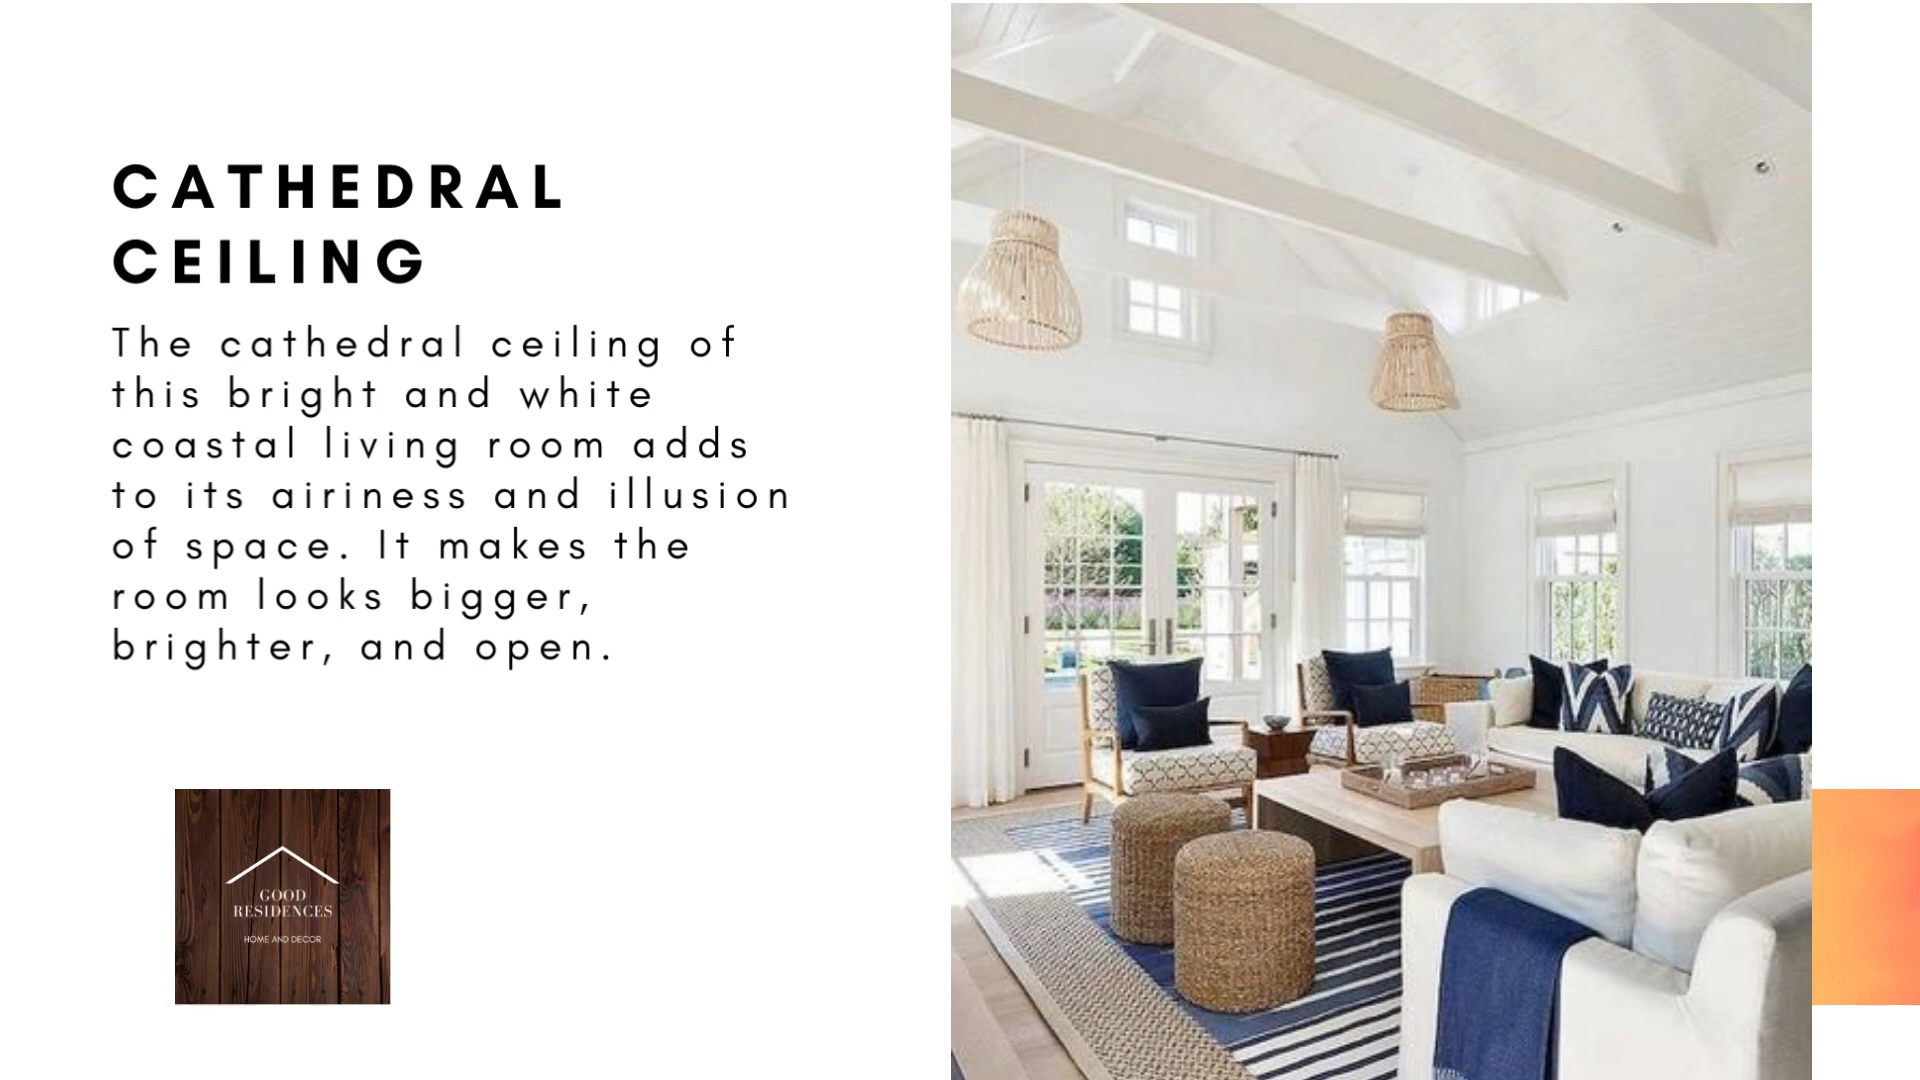 CATHEDRAL
CEILING
The cathedral ceiling of
this bright and white
coastal living room adds
to its airiness and illusion
of space. It makes the
room looks bigger,
brighter, and open.
GOOD
RESIDENCES
HOME AND DECOR